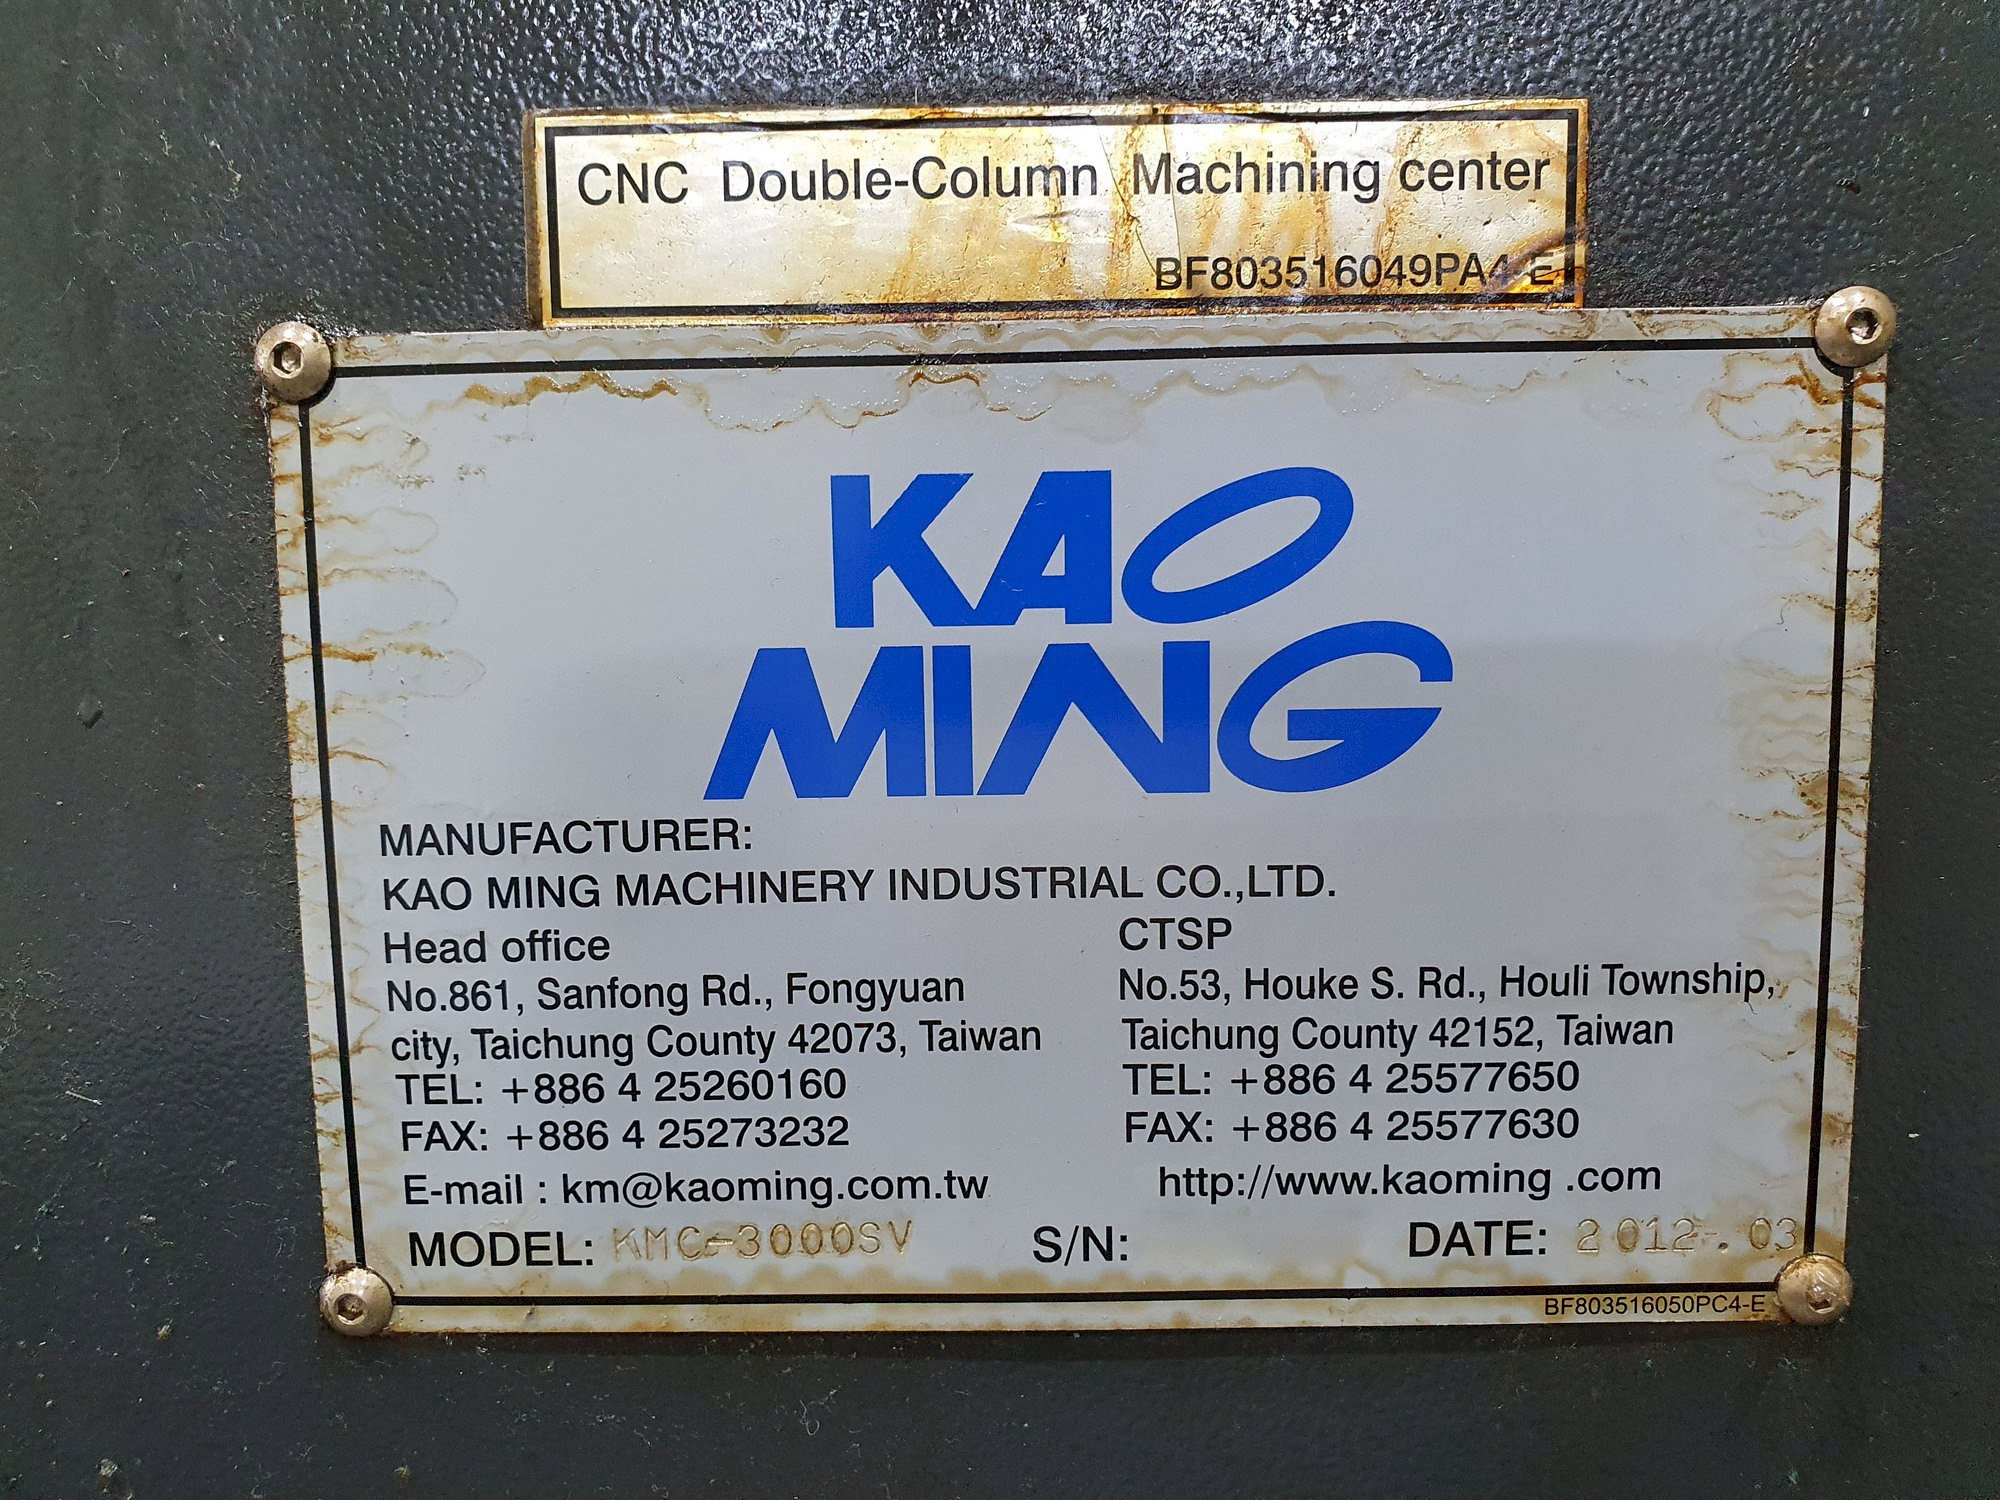 CNC Double-Column Machining center
BF803516049PA4-E
KAO
MING
MANUFACTURER:
KAO MING MACHINERY INDUSTRIAL CO.,LTD.
Head office
No.861, Sanfong Rd., Fongyuan
city, Taichung County 42073, Taiwan
TEL: +886 4 25260160
FAX: +886 4 25273232
E-mail : km@kaoming.com.tw
CTSP
No.53, Houke S. Rd., Houli Township,
Taichung County 42152, Taiwan
TEL: +886 4 25577650
FAX: +886 4 25577630
http://www.kaoming .com
MODEL: KMC-3000SV S/N: DATE: 2012.03
BF803516050PC4-E